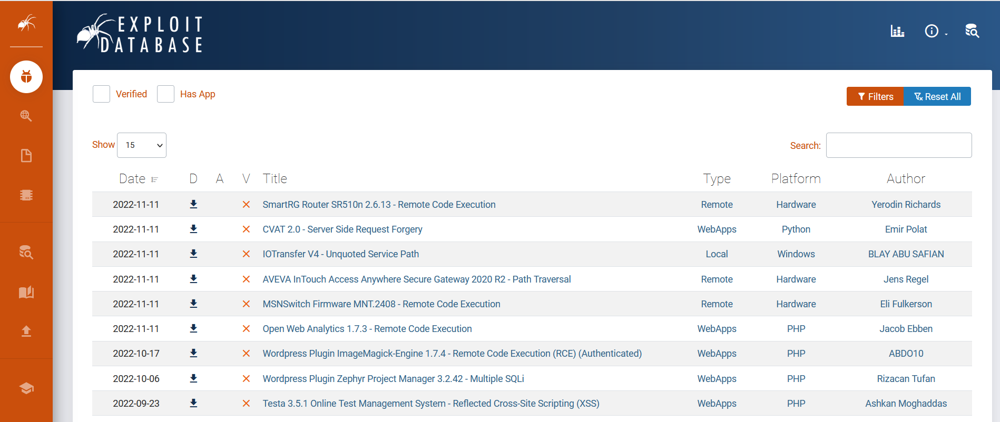 EXPLOIT
DATABASE
Verified Has App
Filters Reset All
Show 15
Search:
Date D A V Title Type Platform Author
2022-11-11 SmartRG Router SR510n 2.6.13 - Remote Code Execution Remote Hardware Yerodin Richards
2022-11-11 CVAT 2.0 - Server Side Request Forgery WebApps Python Emir Polat
2022-11-11 IOTransfer V4 - Unquoted Service Path Local Windows BLAY ABU SAFIAN
2022-11-11 AVEVA InTouch Access Anywhere Secure Gateway 2020 R2 - Path Traversal Remote Hardware Jens Regel
2022-11-11 MSNSwitch Firmware MNT.2408 - Remote Code Execution Remote Hardware Eli Fulkerson
2022-11-11 Open Web Analytics 1.7.3 - Remote Code Execution WebApps PHP Jacob Ebben
2022-10-17 Wordpress Plugin ImageMagick-Engine 1.7.4 - Remote Code Execution (RCE) (Authenticated) WebApps PHP ABDO10
2022-10-06 Wordpress Plugin Zephyr Project Manager 3.2.42 - Multiple SQLi WebApps PHP Rizacan Tufan
2022-09-23 Testa 3.5.1 Online Test Management System - Reflected Cross-Site Scripting (XSS) WebApps PHP Ashkan Moghaddas